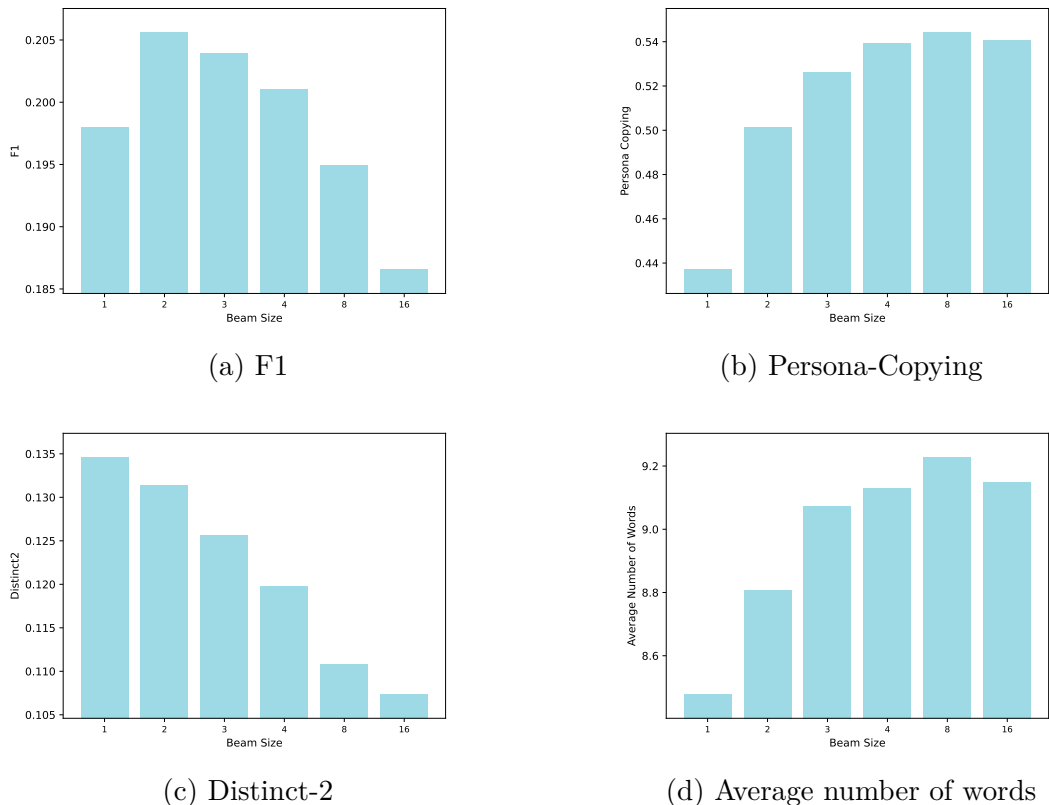 0.205
0.200
0.195
0.190
0.185
F1
1 2 3 4 8 16
Beam Size
(a) F1
0.54
0.52
0.50
0.48
0.46
0.44
Persona Copying
1 2 3 4 8 16
Beam Size
(b) Persona-Copying
0.135
0.130
0.125
0.120
0.115
0.110
0.105
Distinct2
1 2 3 4 8 16
Beam Size
(c) Distinct-2
9.2
9.0
8.8
8.6
Average Number of Words
1 2 3 4 8 16
Beam Size
(d) Average number of words